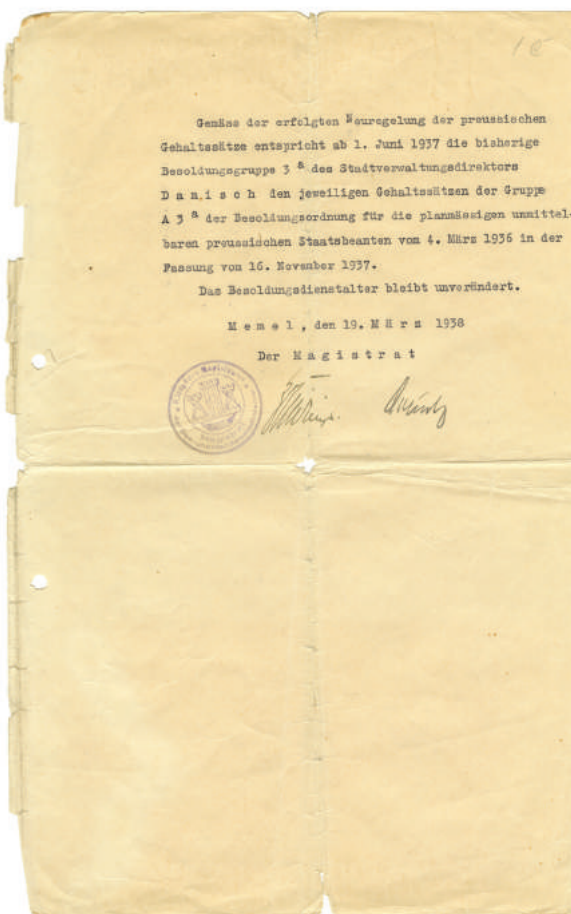 1c
Gemäss der erfolgten Neuregelung der preussischen
Gehaltssätze entspricht ab 1. Juni 1937 die bisherige
Besoldungsgruppe 3 a des Stadtverwaltungsdirektors
D a n i s c h den jeweiligen Gehaltssätzen der Gruppe
A 3 a der Besoldungsordnung für die planmässigen unmittel-
baren preussischen Staatsbeamten vom 4. März 1936 in der
Fassung vom 16. November 1937.
Das Besoldungsdienstalter bleibt unverändert.
M e m e l , den 19. M ä r z 1938
Der M a g i s t r a t